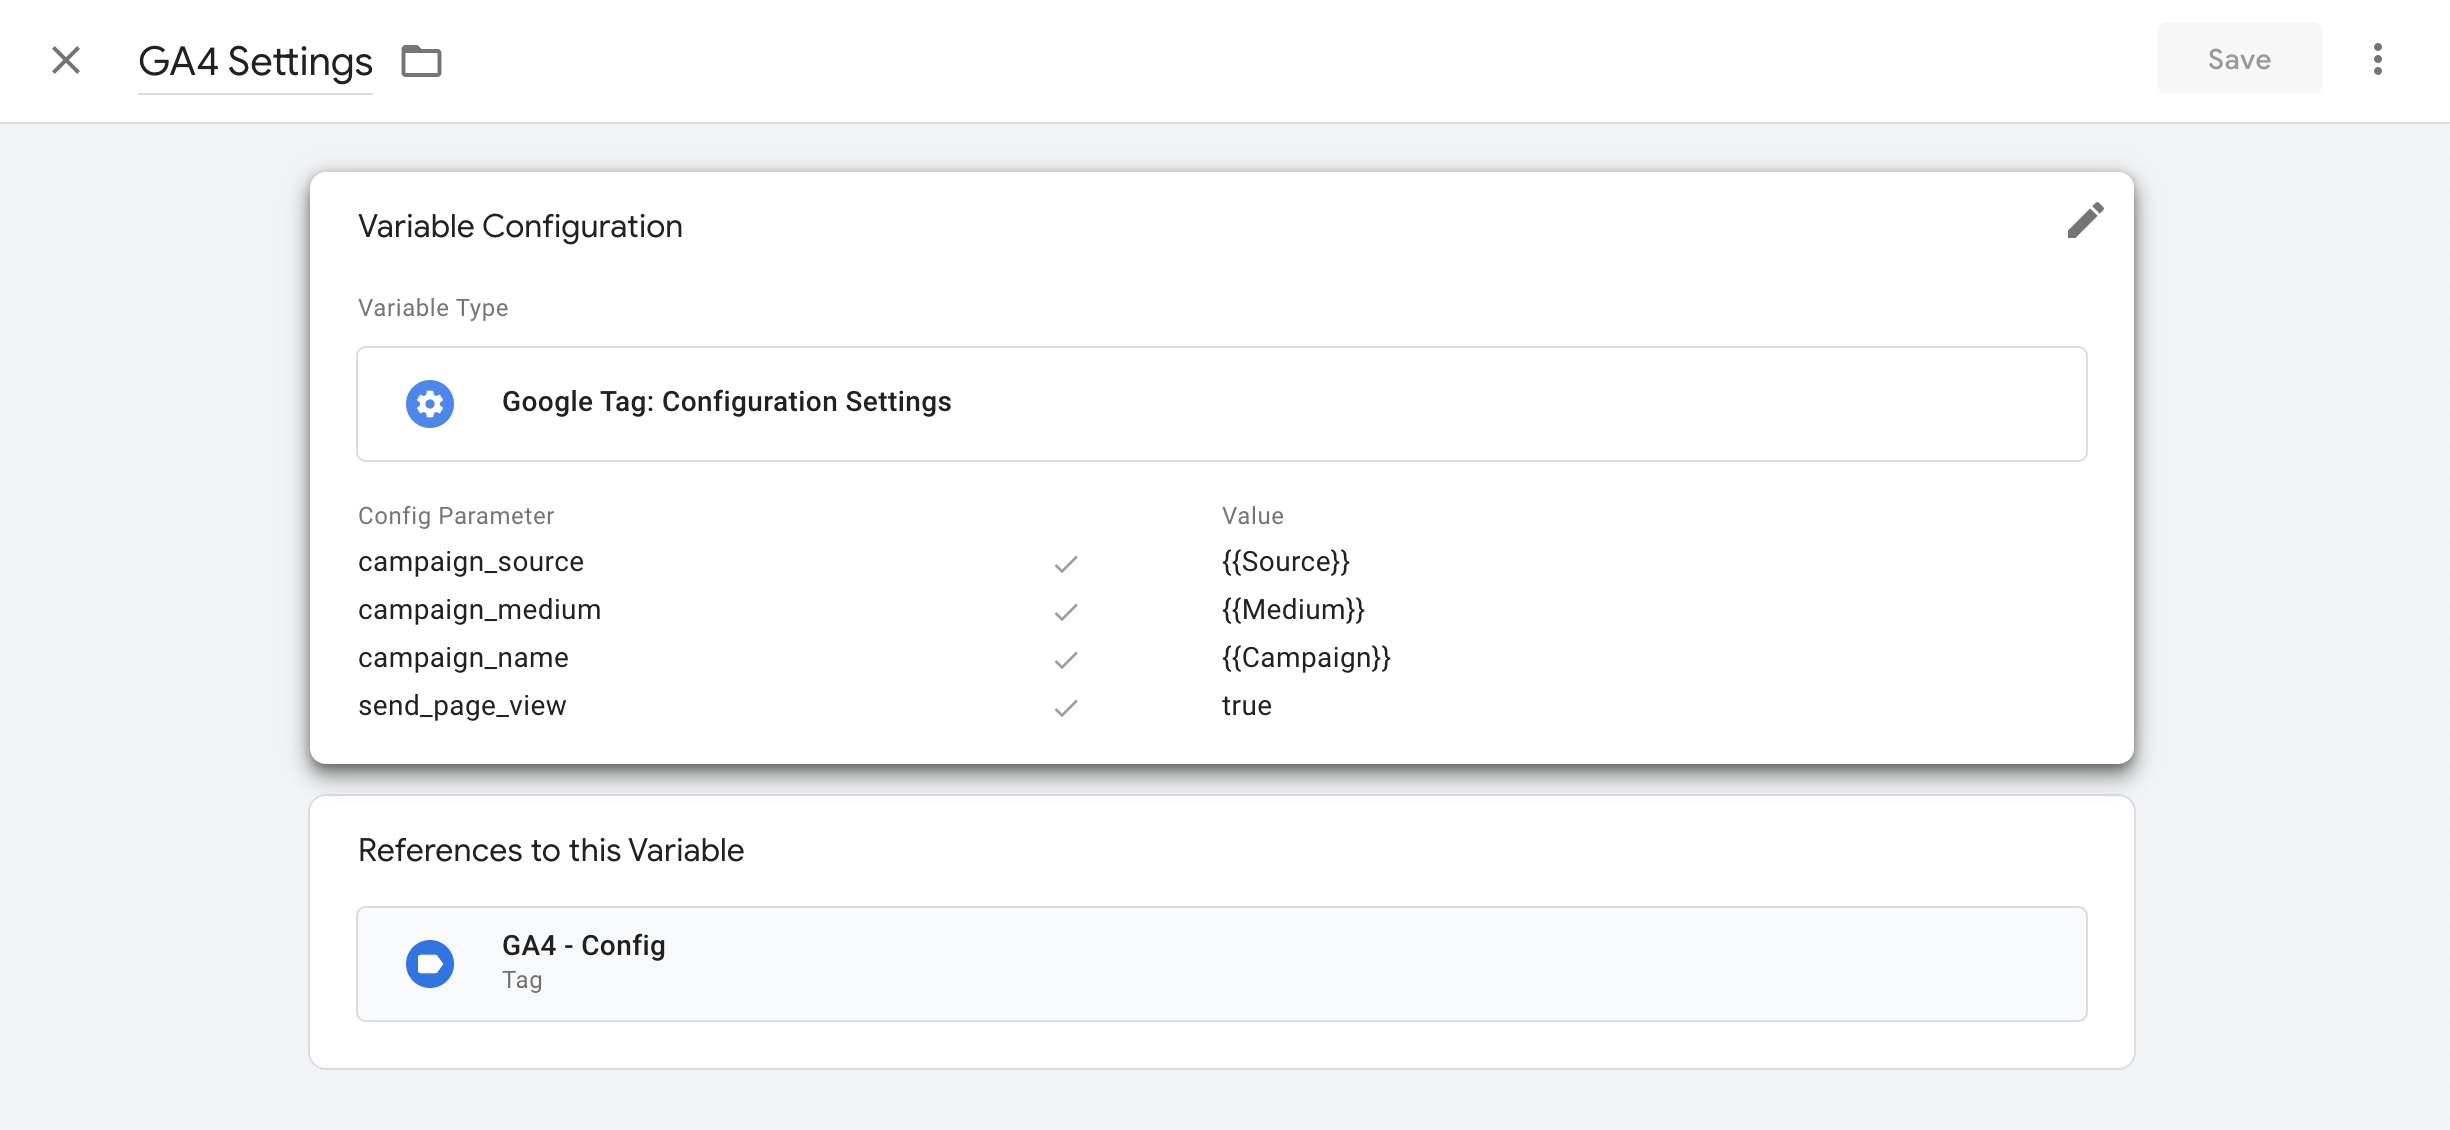 GA4 Settings
Save
Variable Configuration
Variable Type
Google Tag: Configuration Settings
Config Parameter Value
campaign_source {{Source}}
campaign_medium {{Medium}}
campaign_name {{Campaign}}
send_page_view true
References to this Variable
GA4 - Config
Tag